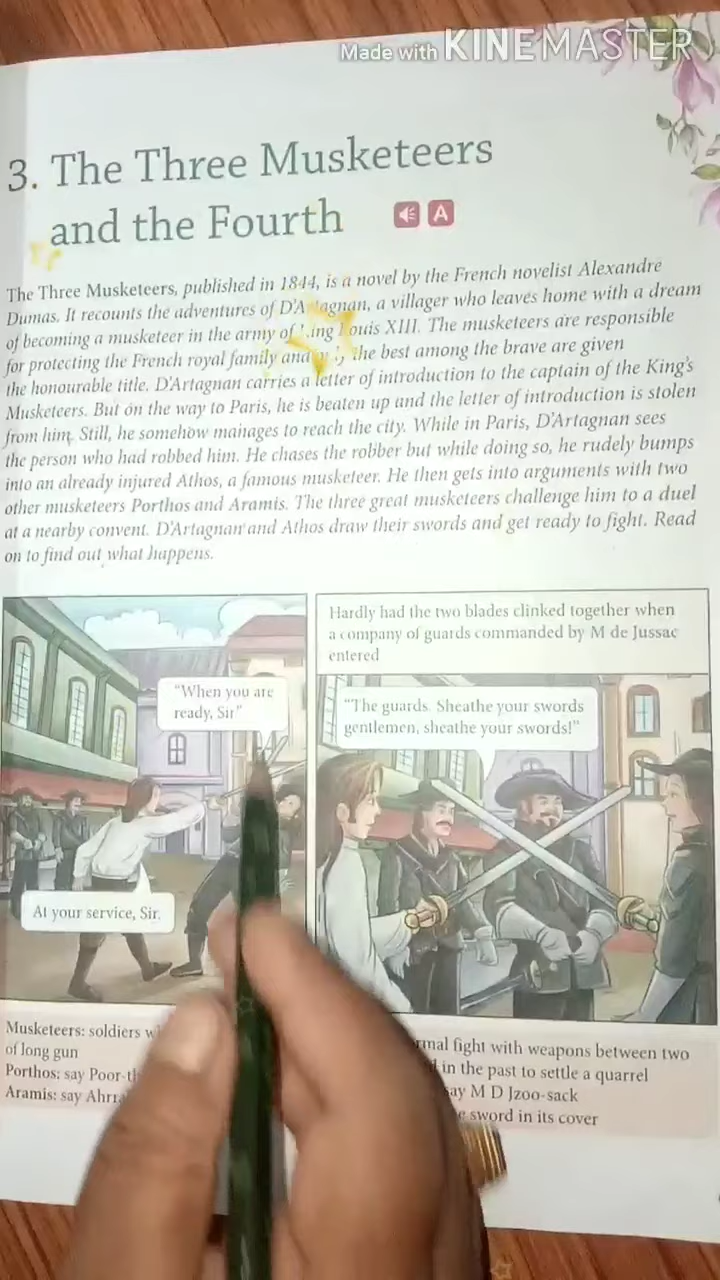 Made with KINEMASTER
3. The Three Musketeers
and the Fourth
A
The Three Musketeers, published in 1844, is a novel by the French novelist Alexandre
Dumas. It recounts the adventures of D'Artagnan, a villager who leaves home with a dream
of becoming a musketeer in the army of King Louis XIII. The musketeers are responsible
for protecting the French royal family and the best among the brave are given
the honourable title. D'Artagnan carries a letter of introduction to the captain of the King's
Musketeers. But on the way to Paris, he is beaten up and the letter of introduction is stolen
from him. Still, he somehow manages to reach the city. While in Paris, D'Artagnan sees
the person who had robbed him. He chases the robber but while doing so, he rudely bumps
into an already injured Athos, a famous musketeer. He then gets into arguments with two
other musketeers Porthos and Aramis. The three great musketeers challenge him to a duel
at a nearby convent. D'Artagnan and Athos draw their swords and get ready to fight. Read
on to find out what happens.
"When you are
ready, Sir"
At your service, Sir.
Hardly had the two blades clinked together when
a company of guards commanded by M de Jussac
entered
"The guards. Sheathe your swords
gentlemen, sheathe your swords!"
Musketeers: soldiers
of long gun
Porthos: say
Aramis: say
fight with weapons between two
in the past to settle a quarrel
say M D Jzoo-sack
sword in its cover